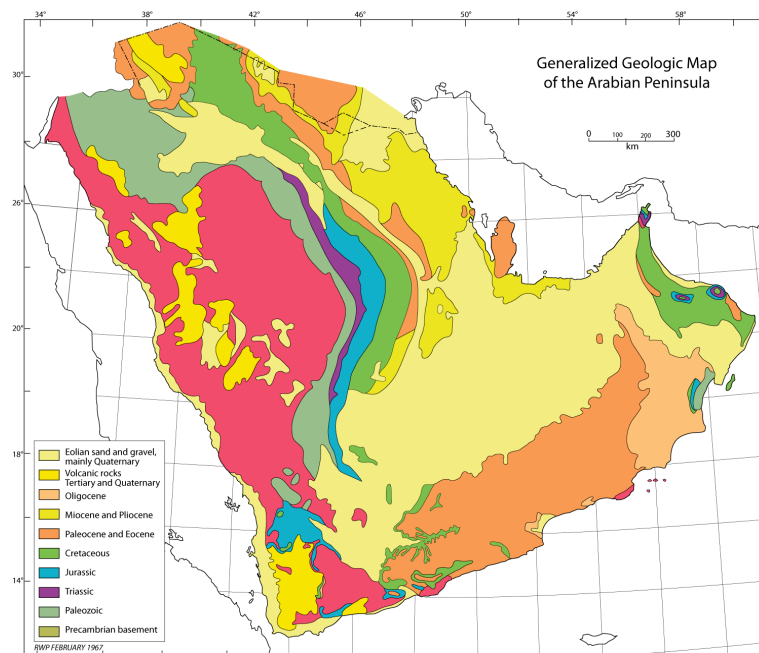 34°
38°
42°
46°
50°
54°
58°
30°
26°
20°
18°
14°
Generalized Geologic Map
of the Arabian Peninsula
0 100 200 300
km
Eolian sand and gravel,
mainly Quaternary
Volcanic rocks
Tertiary and Quaternary
Oligocene
Miocene and Pliocene
Paleocene and Eocene
Cretaceous
Jurassic
Triassic
Paleozoic
Precambrian basement
RWP FEBRUARY 1967